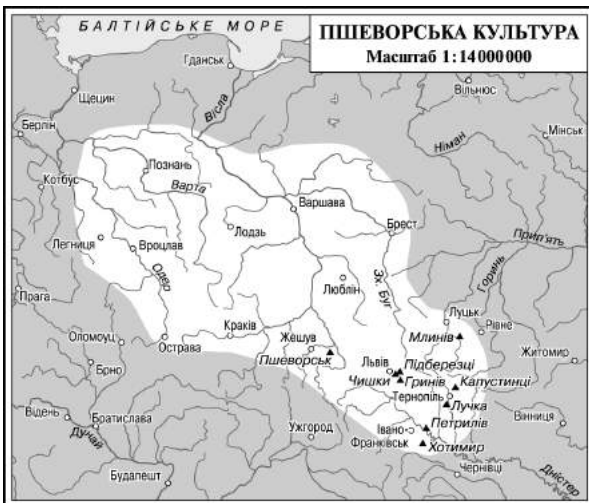 БАЛТІЙСЬКЕ МОРЕ
ПШЕВОРСЬКА КУЛЬТУРА
Масштаб 1:14 000 000
Гданськ
Щецин
Вісла
Вільнюс
Берлін
Мінськ
Німан
Познань
Котбус
Варта
Варшава
Брест
Лодзь
Легниця
Вроцлав
Прип'ять
Одер
Зх. Буг
Горинь
Люблін
Прага
Луцьк
Краків
Млинів
Рівне
Оломоуц
Острава
Жешув
Житомир
Пшеворськ
Брно
Львів
Підберезці
Чишки
Гринів
Капустинці
Тернопіль
Відень
Лучка
Вінниця
Братислава
Ужгород
Петрилів
Дунай
Івано-
Франківськ
Хотимир
Будапешт
Чернівці
Дністер